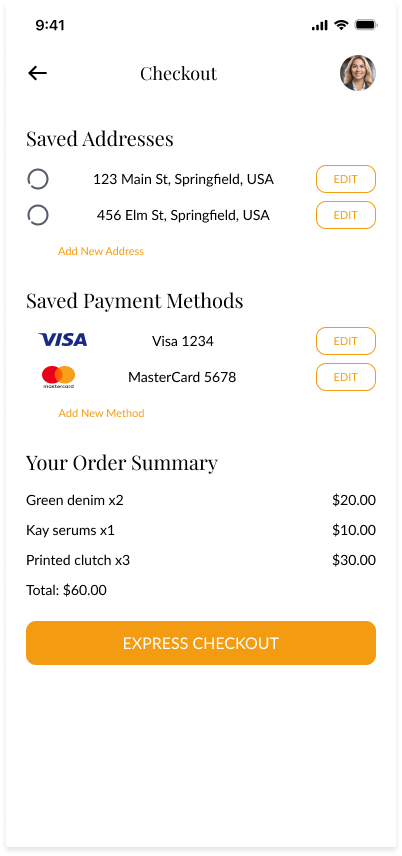 9:41
Checkout
Saved Addresses
123 Main St, Springfield, USA EDIT
456 Elm St, Springfield, USA EDIT
Add New Address
Saved Payment Methods
VISA Visa 1234 EDIT
mastercard MasterCard 5678 EDIT
Add New Method
Your Order Summary
Green denim x2 $20.00
Kay serums x1 $10.00
Printed clutch x3 $30.00
Total: $60.00
EXPRESS CHECKOUT